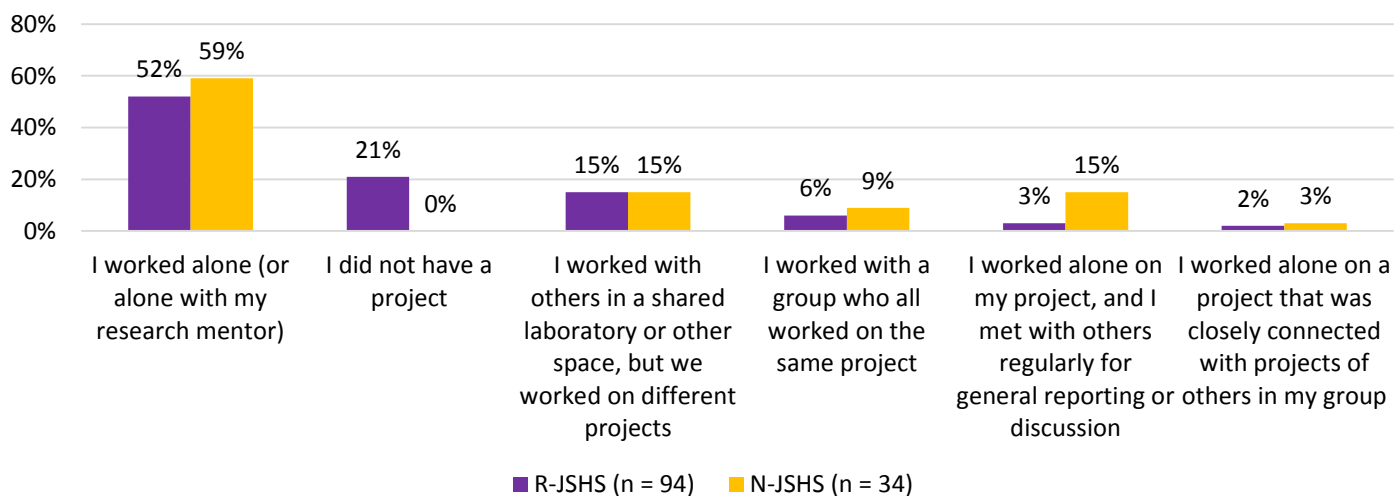 80%
60%
40%
20%
0%
52%
59%
21%
0%
15%
15%
6%
9%
3%
15%
2%
3%
I worked alone (or
alone with my
research mentor)
I did not have a
project
I worked with
others in a shared
laboratory or other
space, but we
worked on different
projects
I worked with a
group who all
worked on the
same project
I worked alone on
my project, and I
met with others
regularly for
general reporting or
discussion
I worked alone on a
project that was
closely connected
with projects of
others in my group
R-JSHS (n = 94)
N-JSHS (n = 34)